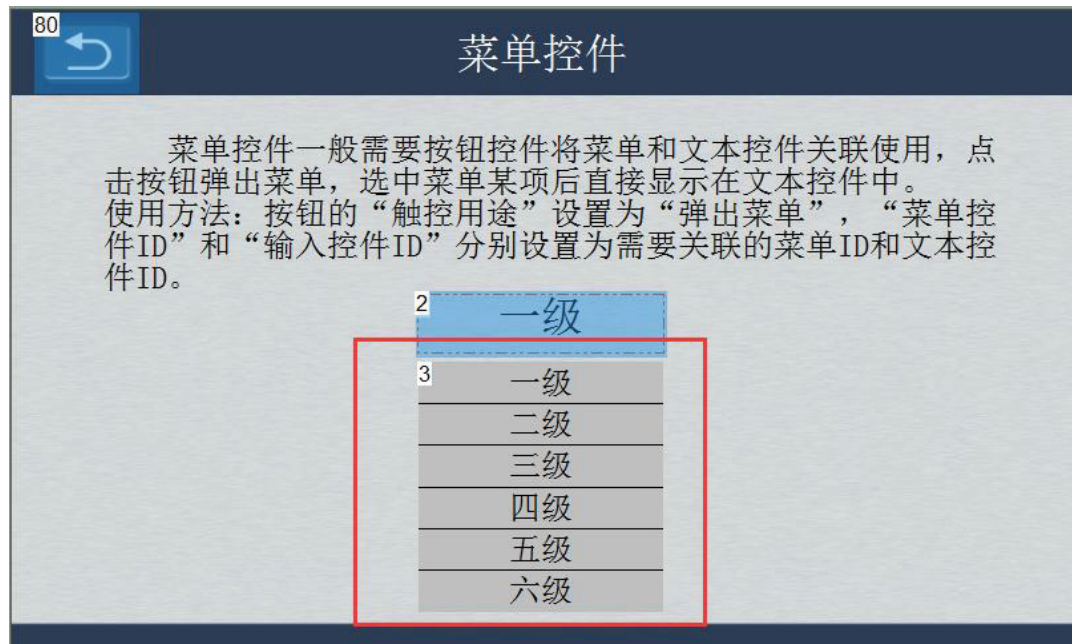 80
菜单控件
菜单控件一般需要按钮控件将菜单和文本控件关联使用，点
击按钮弹出菜单，选中菜单某项后直接显示在文本控件中。
使用方法：按钮的“触控用途”设置为“弹出菜单”，“菜单控
件ID”和“输入控件ID”分别设置为需要关联的菜单ID和文本控
件ID。
2
一级
3
一级
二级
三级
四级
五级
六级